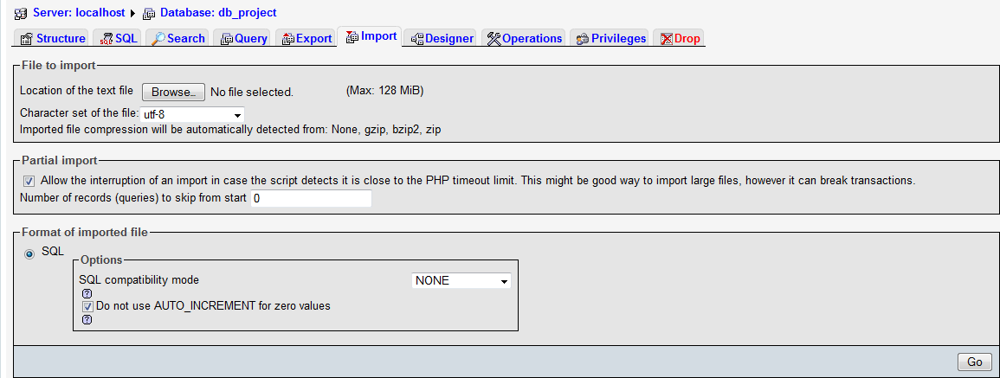 Server: localhost Database: db_project
Structure SQL Search Query Export Import Designer Operations Privileges Drop
File to import
Location of the text file Browse... No file selected. (Max: 128 MiB)
Character set of the file: utf-8
Imported file compression will be automatically detected from: None, gzip, bzip2, zip
Partial import
Allow the interruption of an import in case the script detects it is close to the PHP timeout limit. This might be good way to import large files, however it can break transactions.
Number of records (queries) to skip from start 0
Format of imported file
SQL
Options
SQL compatibility mode NONE
?
Do not use AUTO_INCREMENT for zero values
?
Go